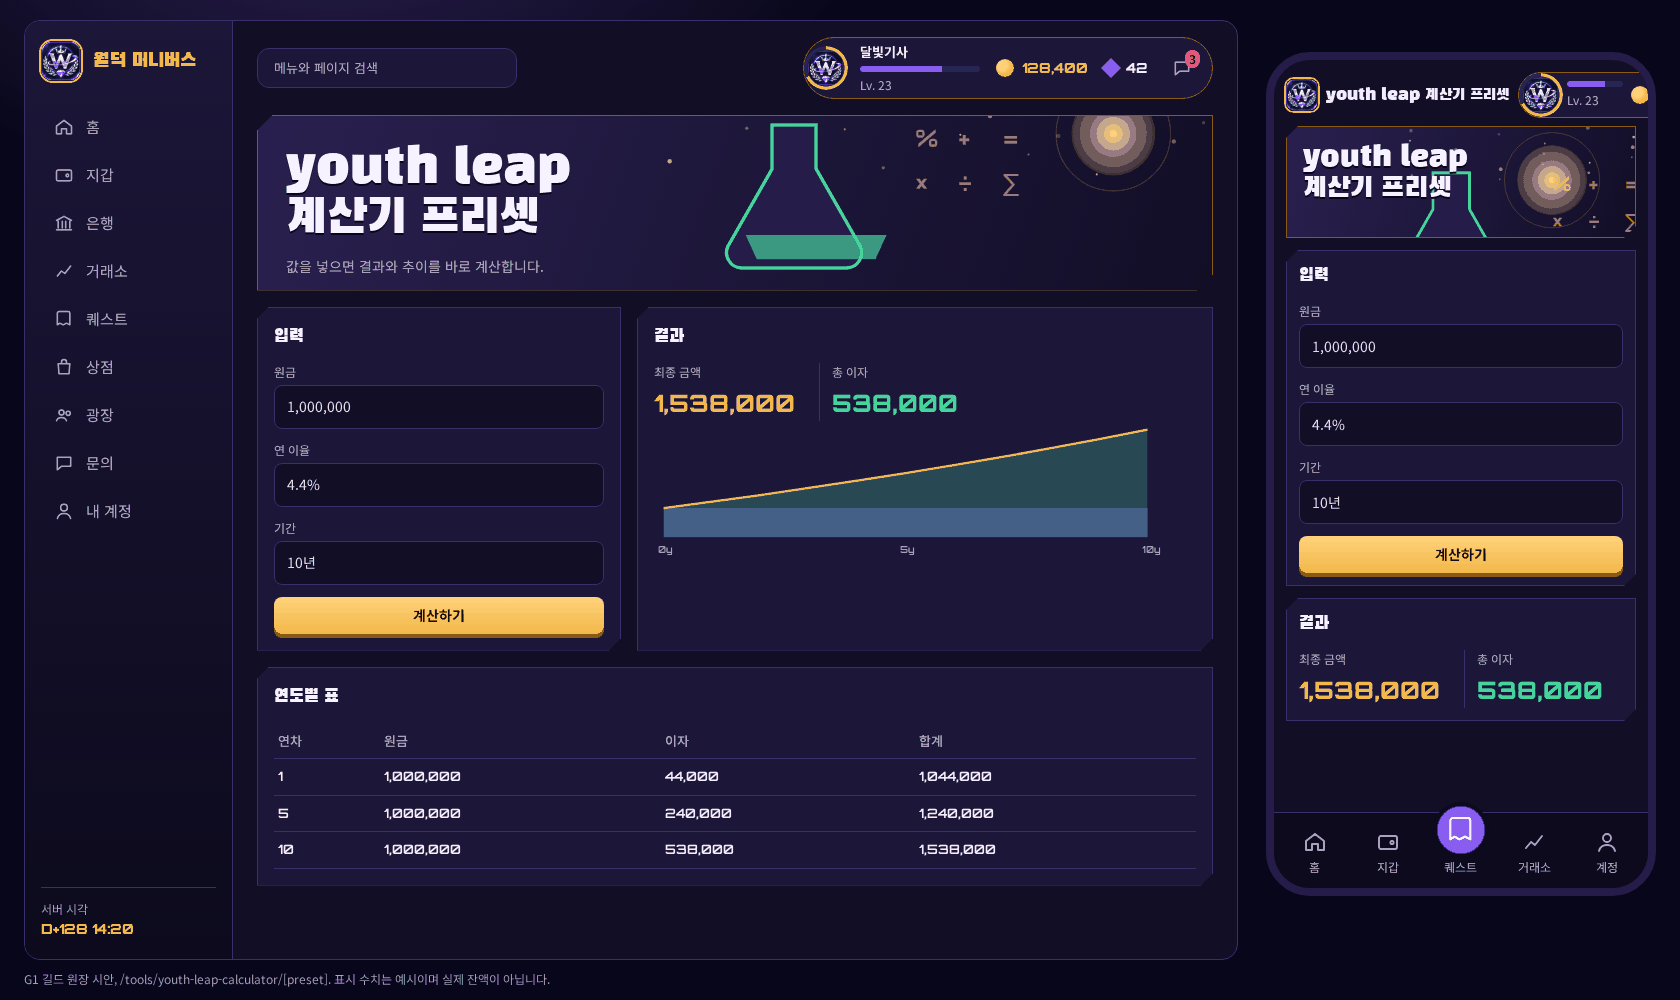 월덕 머니버스
홈
지갑
은행
거래소
퀘스트
상점
광장
문의
내 계정
서버 시각
D+128 14:20
메뉴와 페이지 검색
달빛기사
Lv. 23
128,400
42
3
youth leap
계산기 프리셋
값을 넣으면 결과와 추이를 바로 계산합니다.
% + =
x ÷ ∑
입력
원금
1,000,000
연 이율
4.4%
기간
10년
계산하기
결과
최종 금액
1,538,000
총 이자
538,000
0y 5y 10y
연도별 표
연차 원금 이자 합계
1 1,000,000 44,000 1,044,000
5 1,000,000 240,000 1,240,000
10 1,000,000 538,000 1,538,000
G1 길드 원장 시안, /tools/youth-leap-calculator/[preset]. 표시 수치는 예시이며 실제 잔액이 아닙니다.
W
youth leap 계산기 프리셋
Lv. 23
youth leap
계산기 프리셋
% + =
x ÷ ∑
입력
원금
1,000,000
연 이율
4.4%
기간
10년
계산하기
결과
최종 금액
1,538,000
총 이자
538,000
홈
지갑
퀘스트
거래소
계정